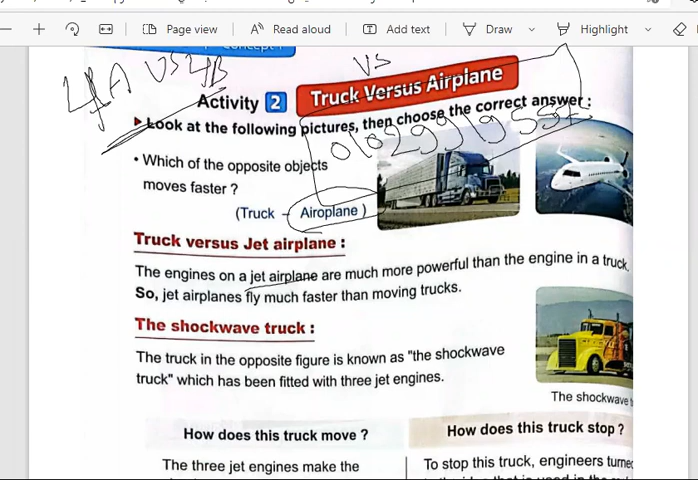 Page view
Read aloud
Add text
Draw
Highlight
Concept 1
4A VS 4B
VS
Activity 2 Truck Versus Airplane
Look at the following pictures, then choose the correct answer :
• Which of the opposite objects
moves faster ?
(Truck – Airoplane )
Truck versus Jet airplane :
The engines on a jet airplane are much more powerful than the engine in a truck.
So, jet airplanes fly much faster than moving trucks.
The shockwave truck :
The truck in the opposite figure is known as "the shockwave
truck" which has been fitted with three jet engines.
The shockwave
How does this truck move ?
How does this truck stop ?
The three jet engines make the
To stop this truck, engineers turned